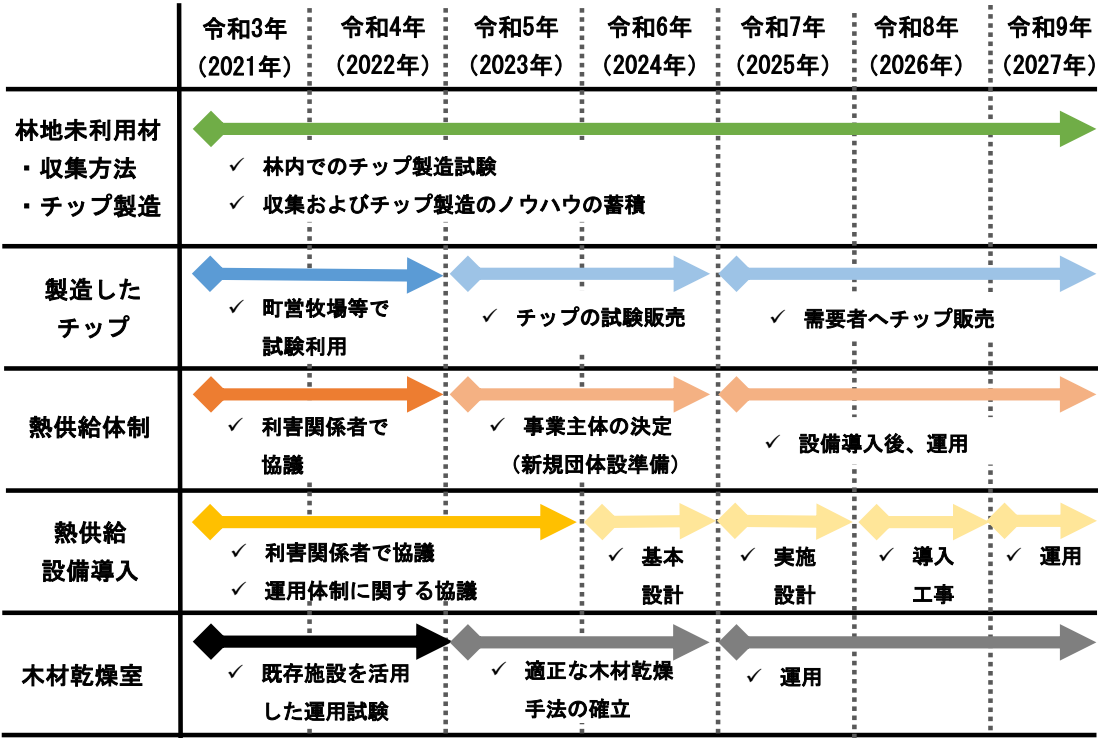 令和3年 令和4年 令和5年 令和6年 令和7年 令和8年 令和9年
（2021年） （2022年） （2023年） （2024年） （2025年） （2026年） （2027年）
林地未利用材
・収集方法
・チップ製造
✓ 林内でのチップ製造試験
✓ 収集およびチップ製造のノウハウの蓄積
製造した
チップ
✓ 町営牧場等で
試験利用
✓ チップの試験販売
✓ 需要者へチップ販売
熱供給体制
✓ 利害関係者で
協議
✓ 事業主体の決定
（新規団体設準備）
✓ 設備導入後、運用
熱供給
設備導入
✓ 利害関係者で協議
✓ 運用体制に関する協議
✓ 基本
設計
✓ 実施
設計
✓ 導入
工事
✓ 運用
木材乾燥室
✓ 既存施設を活用
した運用試験
✓ 適正な木材乾燥
手法の確立
✓ 運用